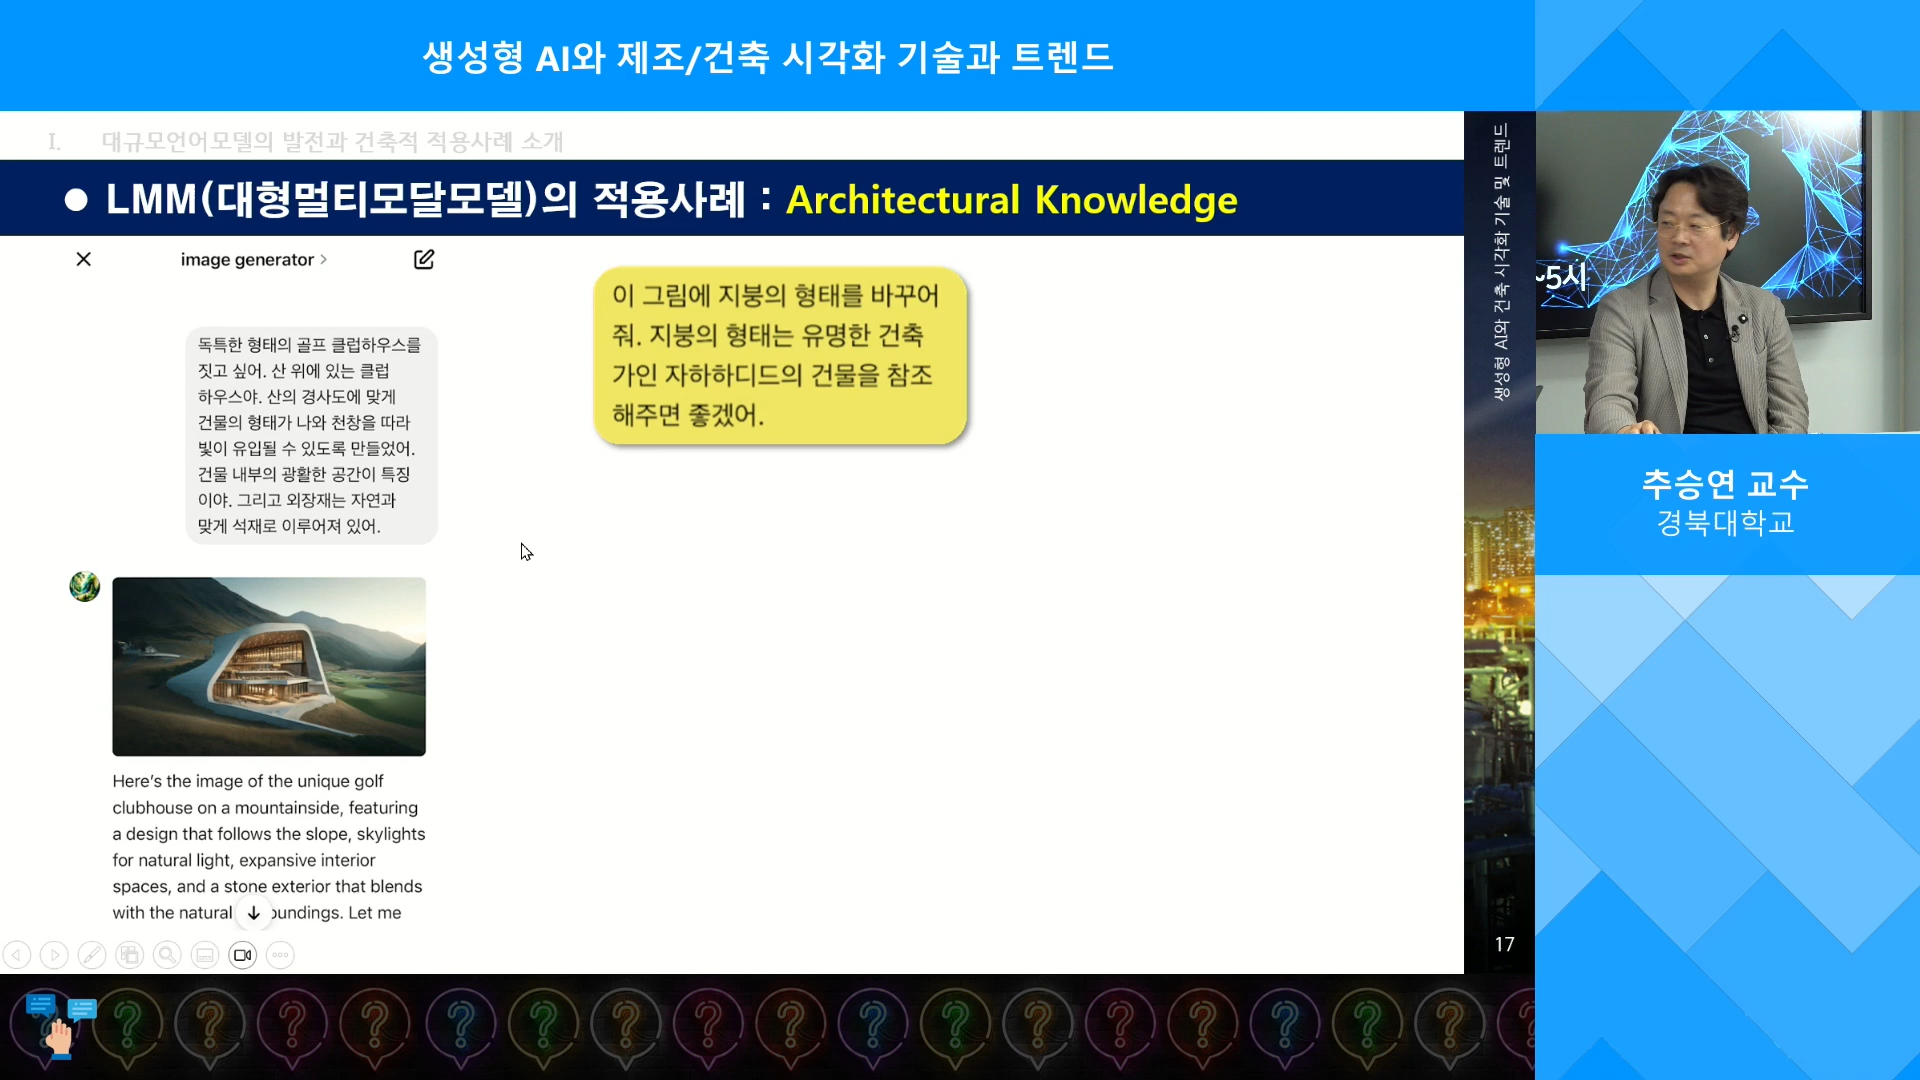 생성형 AI와 제조/건축 시각화 기술과 트렌드
I. 대규모언어모델의 발전과 건축적 적용사례 소개
● LMM(대형멀티모달모델)의 적용사례 : Architectural Knowledge
image generator >
독특한 형태의 골프 클럽하우스를
짓고 싶어. 산 위에 있는 클럽
하우스야. 산의 경사도에 맞게
건물의 형태가 나와 천창을 따라
빛이 유입될 수 있도록 만들었어.
건물 내부의 광활한 공간이 특징
이야. 그리고 외장재는 자연과
맞게 석재로 이루어져 있어.
Here's the image of the unique golf
clubhouse on a mountainside, featuring
a design that follows the slope, skylights
for natural light, expansive interior
spaces, and a stone exterior that blends
with the natural oundings. Let me
이 그림에 지붕의 형태를 바꾸어
줘. 지붕의 형태는 유명한 건축
가인 자하하디드의 건물을 참조
해주면 좋겠어.
생성형 AI와 건축 시각화 기술 및 트렌드
17
~5시
추승연 교수
경북대학교